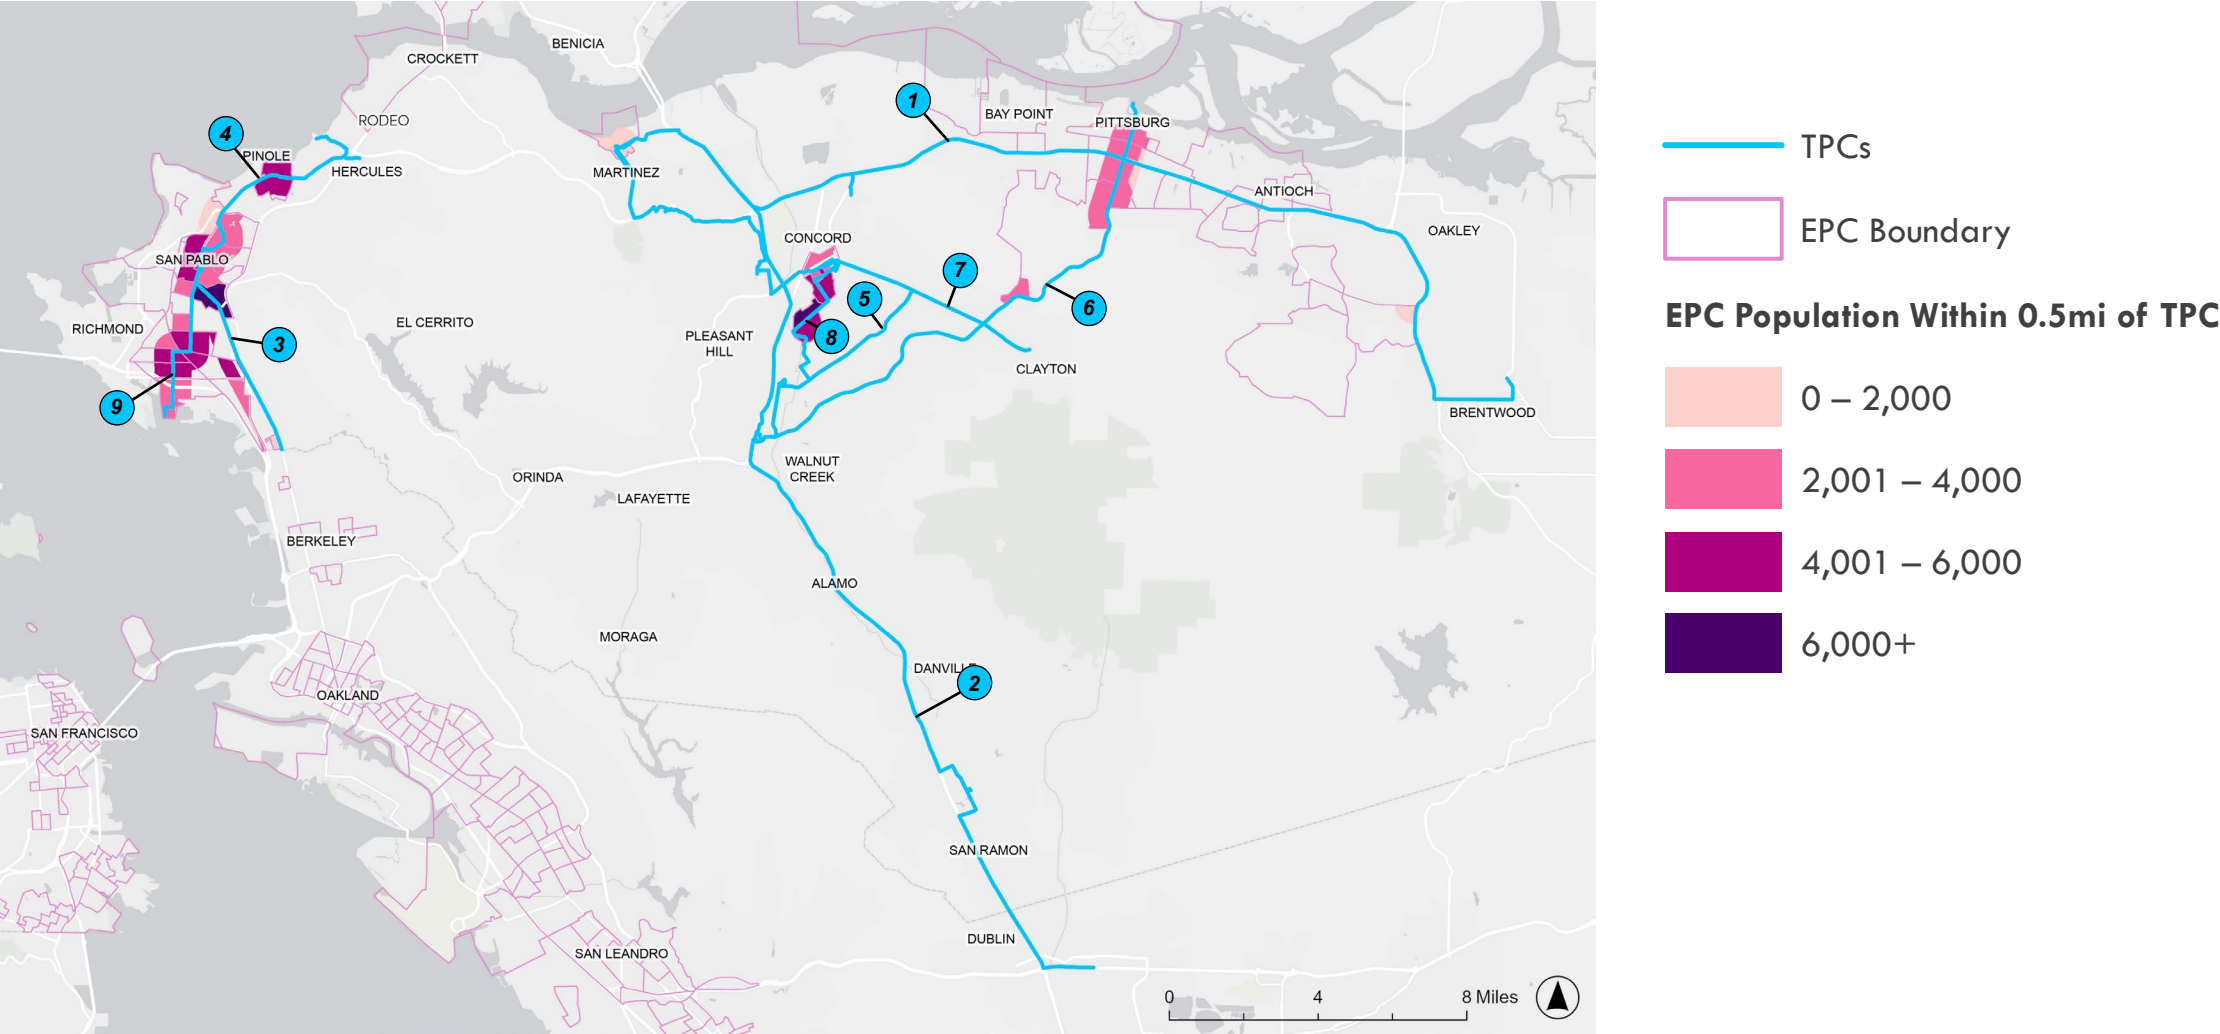 BENICIA
CROCKETT
1
BAY POINT
RODEO
PITTSBURG
4
PINOLE
HERCULES
MARTINEZ
ANTIOCH
OAKLEY
CONCORD
SAN PABLO
7
5
6
RICHMOND
EL CERRITO
3
PLEASANT
HILL
8
CLAYTON
9
BRENTWOOD
WALNUT
CREEK
ORINDA
LAFAYETTE
BERKELEY
ALAMO
MORAGA
DANVILLE
2
OAKLAND
SAN FRANCISCO
SAN RAMON
DUBLIN
SAN LEANDRO
0 4 8 Miles
TPCs
EPC Boundary
EPC Population Within 0.5mi of TPC
0 – 2,000
2,001 – 4,000
4,001 – 6,000
6,000+